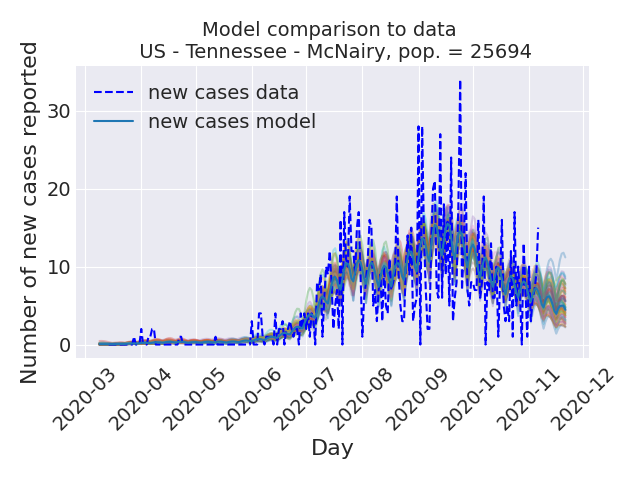 Model comparison to data
US - Tennessee - McNairy, pop. = 25694
Number of new cases reported
30
20
10
0
new cases data
new cases model
2020-03
2020-04
2020-05
2020-06
2020-07
2020-08
2020-09
2020-10
2020-11
2020-12
Day